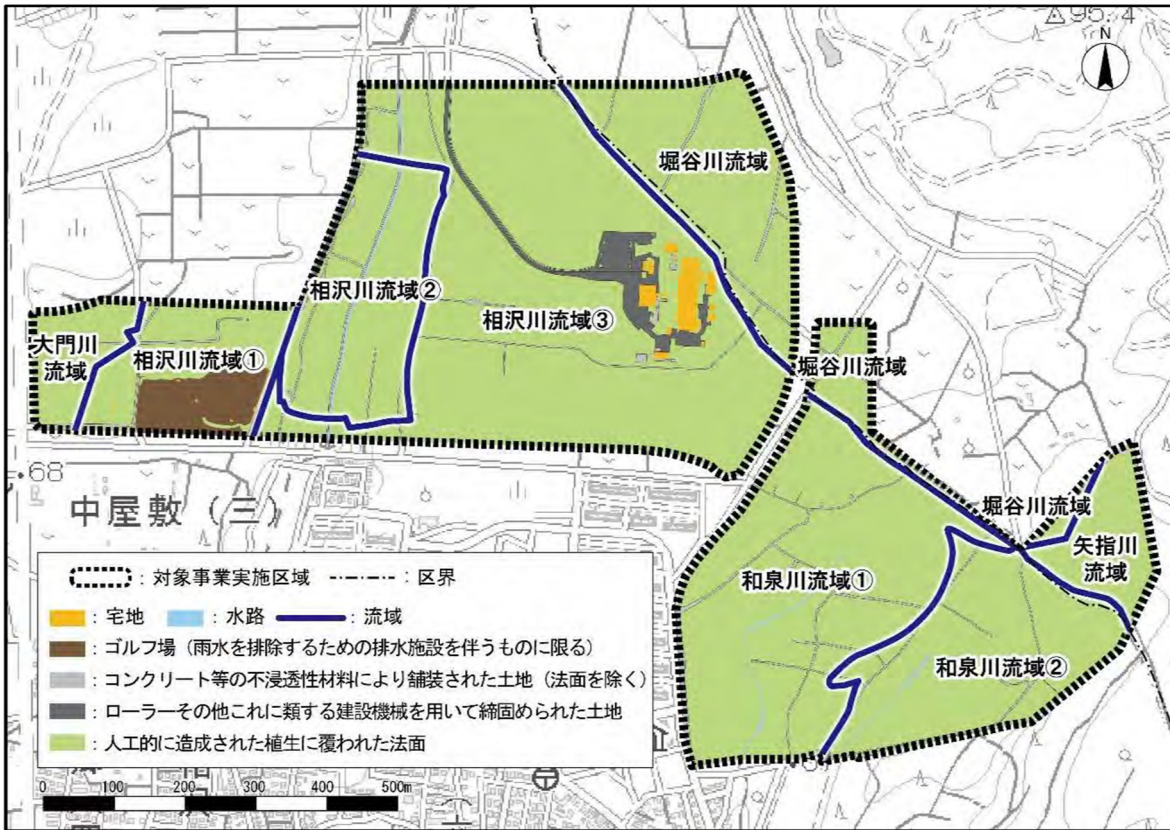 △95.4
N
堀谷川流域
相沢川流域②
相沢川流域③
大門川
流域
相沢川流域①
堀谷川流域
.68
中屋敷（三）
堀谷川流域
矢指川
流域
和泉川流域①
和泉川流域②
：対象事業実施区域 ：区界
：宅地 ：水路 ：流域
：ゴルフ場（雨水を排除するための排水施設を伴うものに限る）
：コンクリート等の不浸透性材料により舗装された土地（法面を除く）
：ローラーその他これに類する建設機械を用いて締固められた土地
：人工的に造成された植生に覆われた法面
0 100 200 300 400 500m